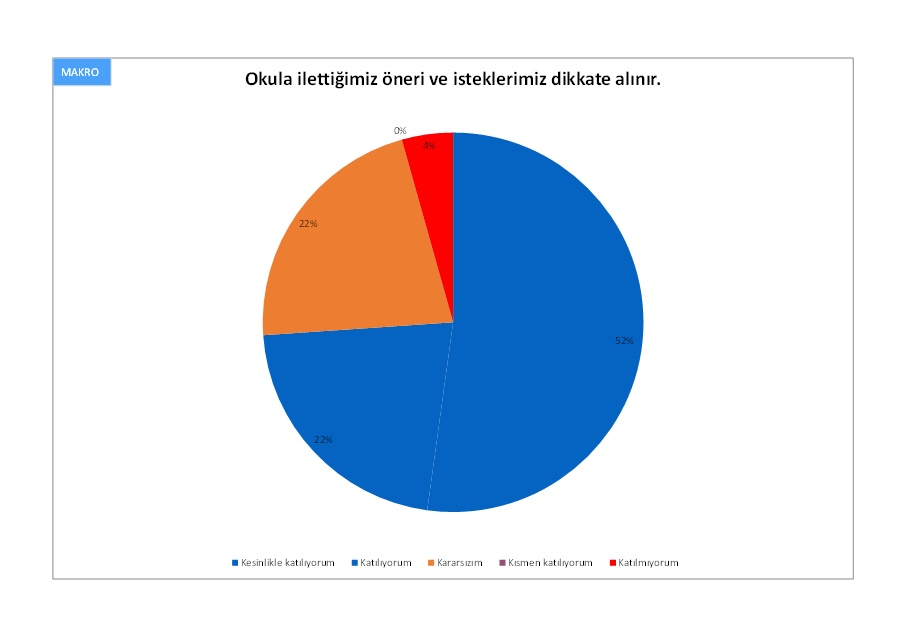 MAKRO
Okula ilettiğimiz öneri ve isteklerimiz dikkate alınır.
0%
4%
22%
52%
22%
Kesinlikle katılıyorum Katılıyorum Kararsızım Kısmen katılıyorum Katılmıyorum